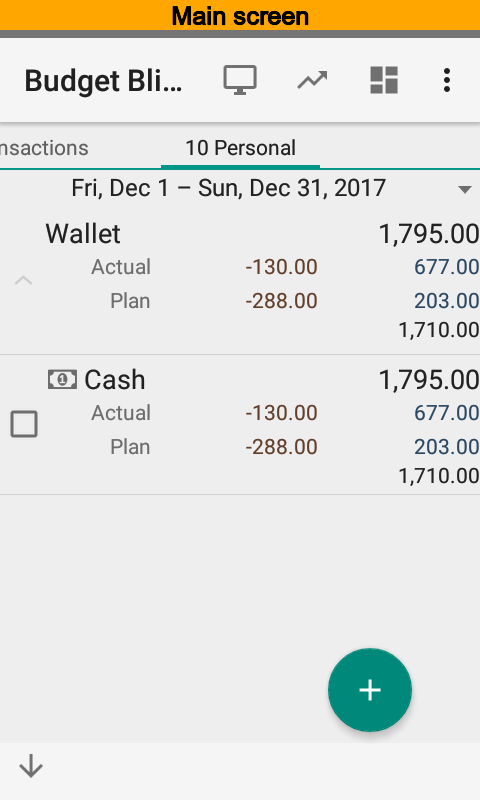 Main screen
Budget Bli...
nsactions 10 Personal
Fri, Dec 1 – Sun, Dec 31, 2017
Wallet 1,795.00
Actual -130.00 677.00
Plan -288.00 203.00
1,710.00
Cash 1,795.00
Actual -130.00 677.00
Plan -288.00 203.00
1,710.00